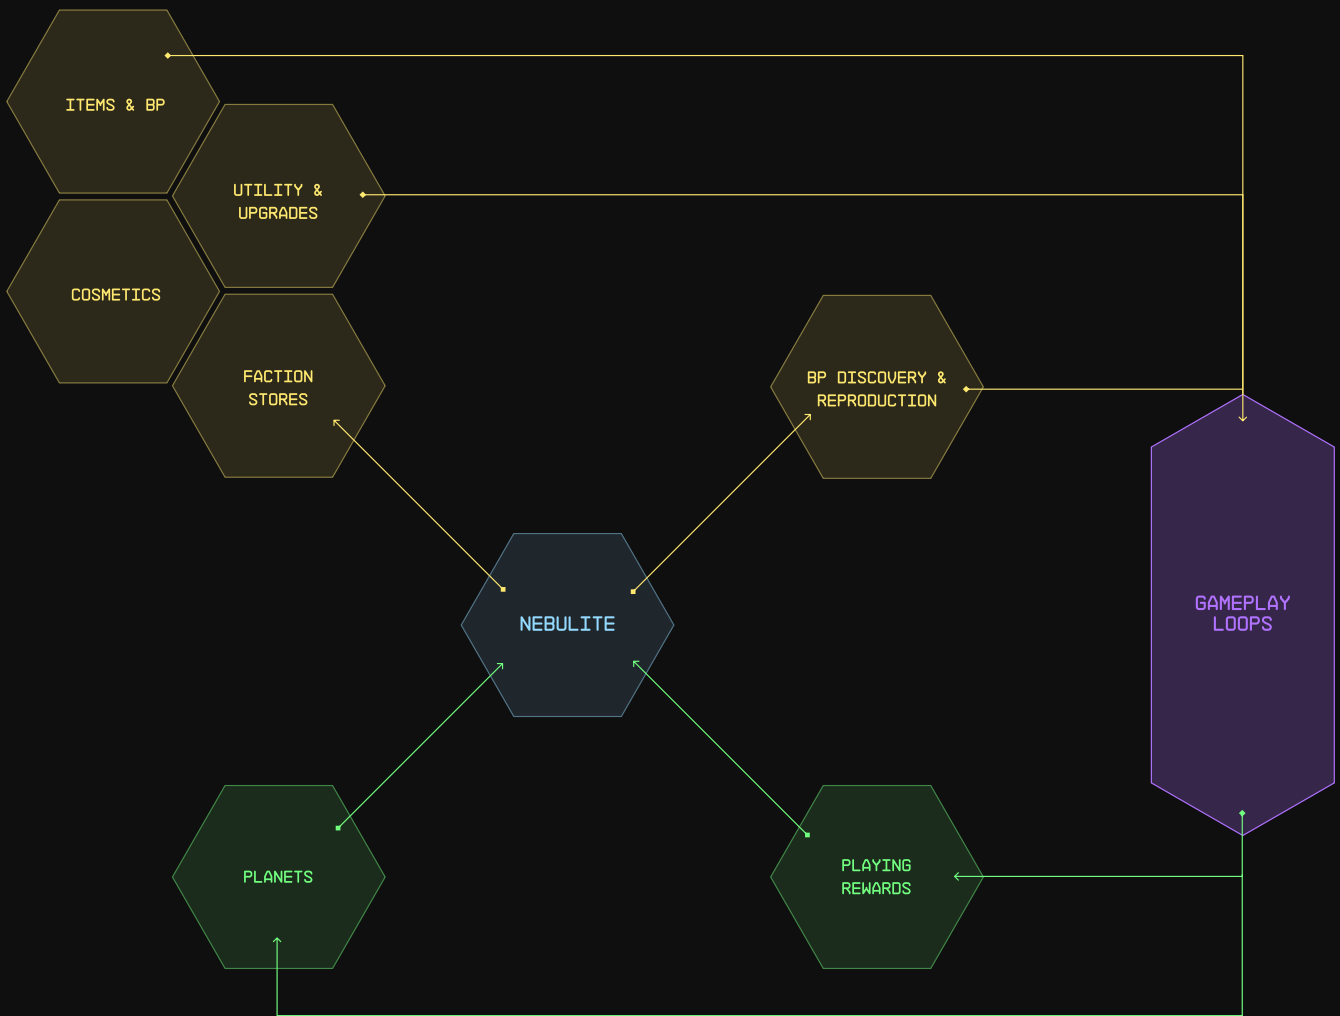 ITEMS & BP
UTILITY &
UPGRADES
COSMETICS
FACTION
STORES
BP DISCOVERY &
REPRODUCTION
NEBULITE
GAMEPLAY
LOOPS
PLANETS
PLAYING
REWARDS